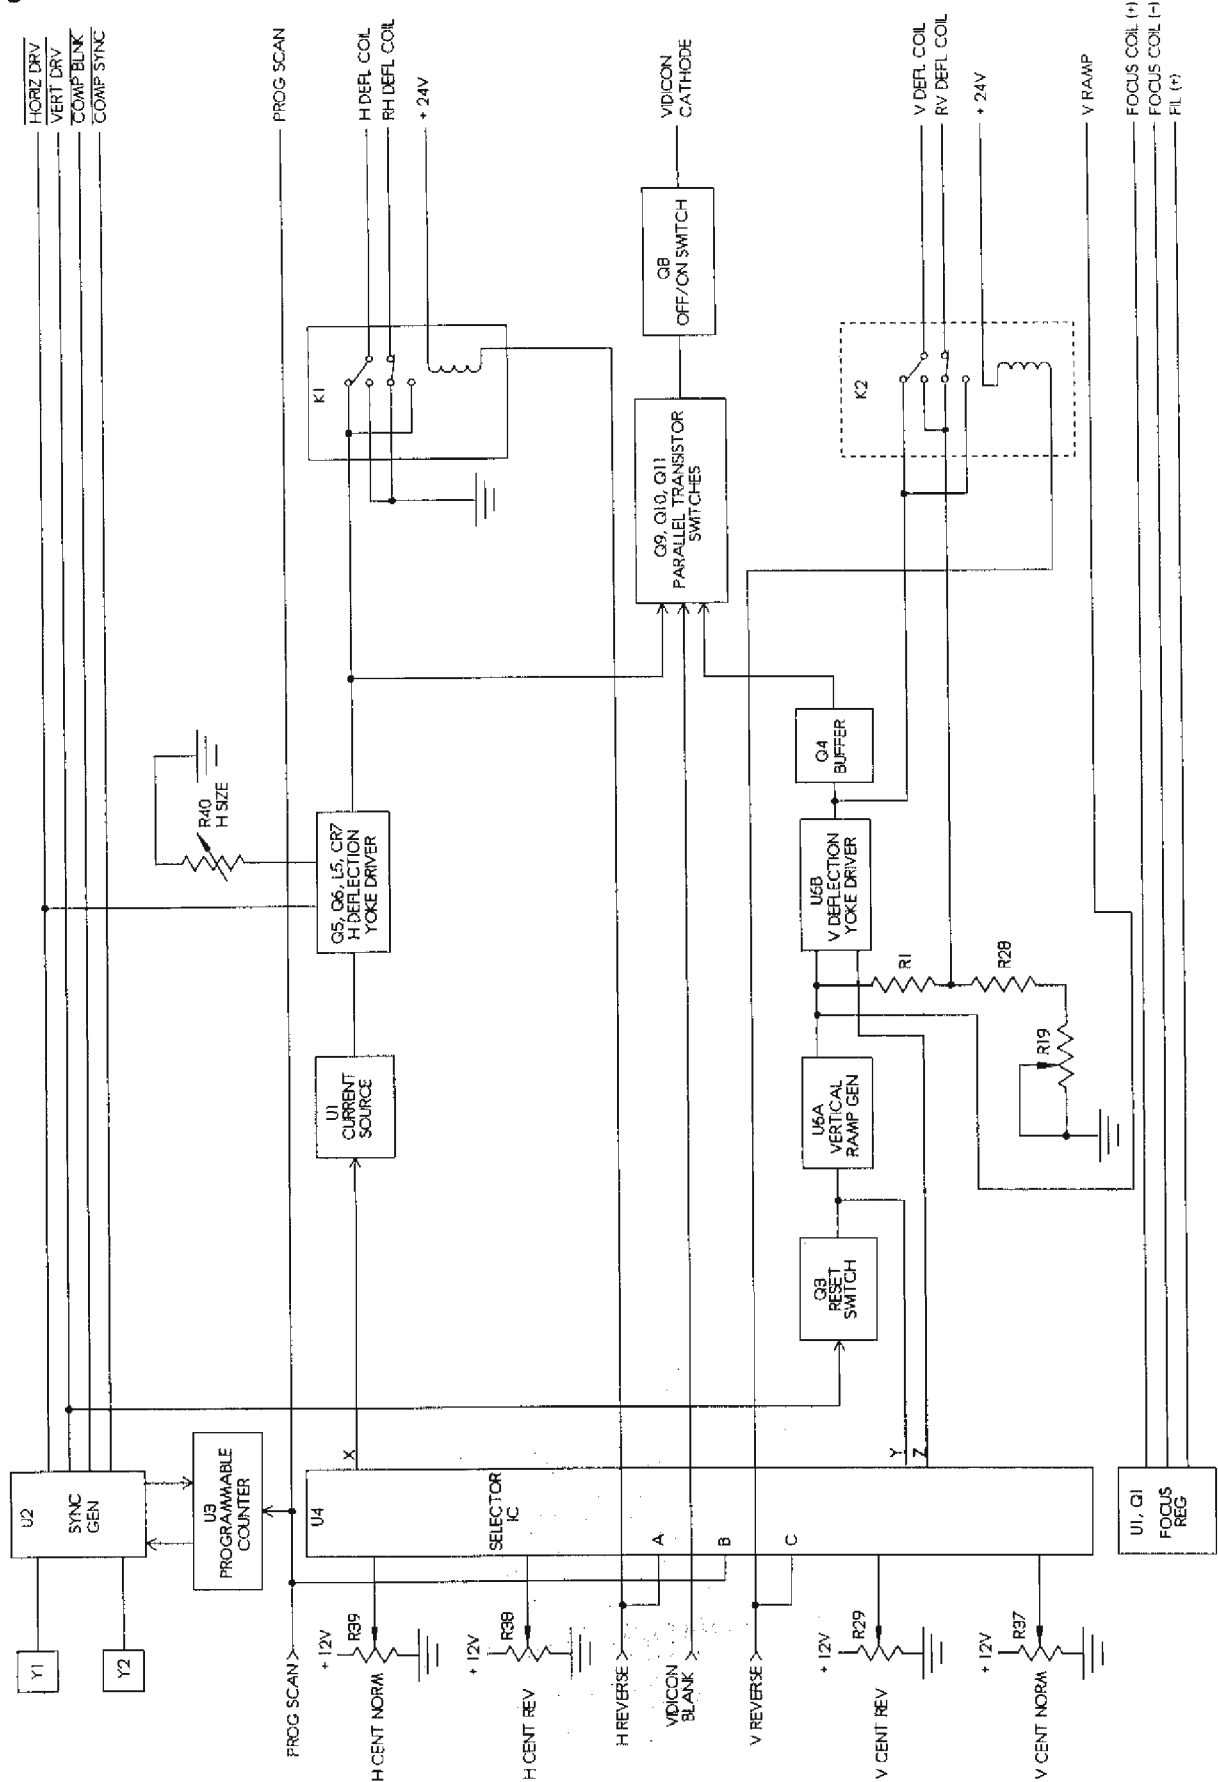 HORIZ DRV
VERT DRV
COMP BLNK
COMP SYNC
PROG SCAN
H DEFL COIL
RH DEFL COIL
+ 24V
VIDICON
CATHODE
V DEFL COIL
RV DEFL COIL
+ 24V
V RAMP
FOCUS COIL (+)
FOCUS COIL (-)
FIL (+)
K1
Q8
OFF/ON SWITCH
K2
Q9, Q10, Q11
PARALLEL TRANSISTOR
SWITCHES
R40
H SIZE
Q5, Q6, L5, CR7
H DEFLECTION
YOKE DRIVER
Q4
BUFFER
U6B
V DEFLECTION
YOKE DRIVER
R1
R28
R19
U1
CURRENT
SOURCE
U6A
VERTICAL
RAMP GEN
Q3
RESET
SWITCH
U2
SYNC
GEN
U3
PROGRAMMABLE
COUNTER
U4
SELECTOR
IC
X
Y
Z
A
B
C
U1, Q1
FOCUS
REG
Y1
Y2
PROG SCAN
+ 12V
R39
H CENT NORM
+ 12V
R38
H CENT REV
H REVERSE
VIDICON
BLANK
V REVERSE
+ 12V
R29
V CENT REV
+ 12V
R37
V CENT NORM